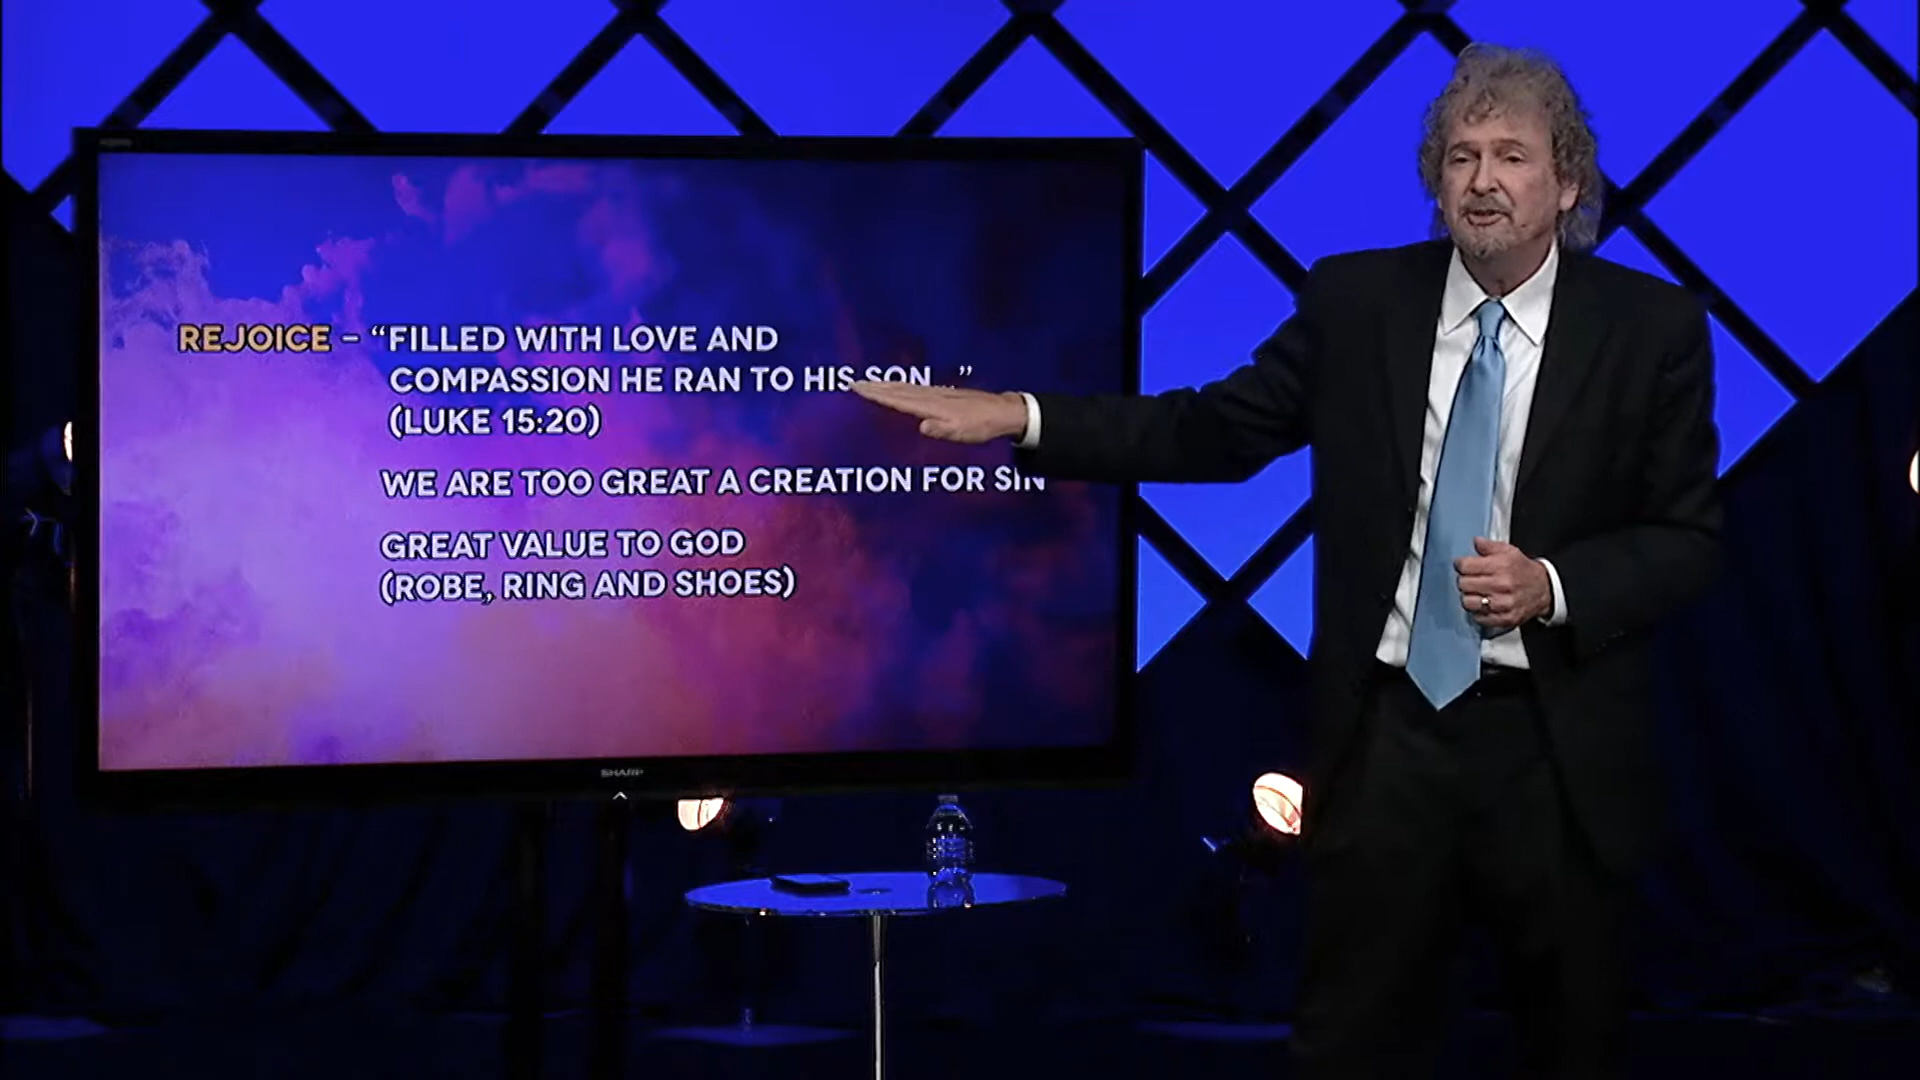 REJOICE – “FILLED WITH LOVE AND
COMPASSION HE RAN TO HIS SON...”
(LUKE 15:20)
WE ARE TOO GREAT A CREATION FOR SIN
GREAT VALUE TO GOD
(ROBE, RING AND SHOES)
SHARP